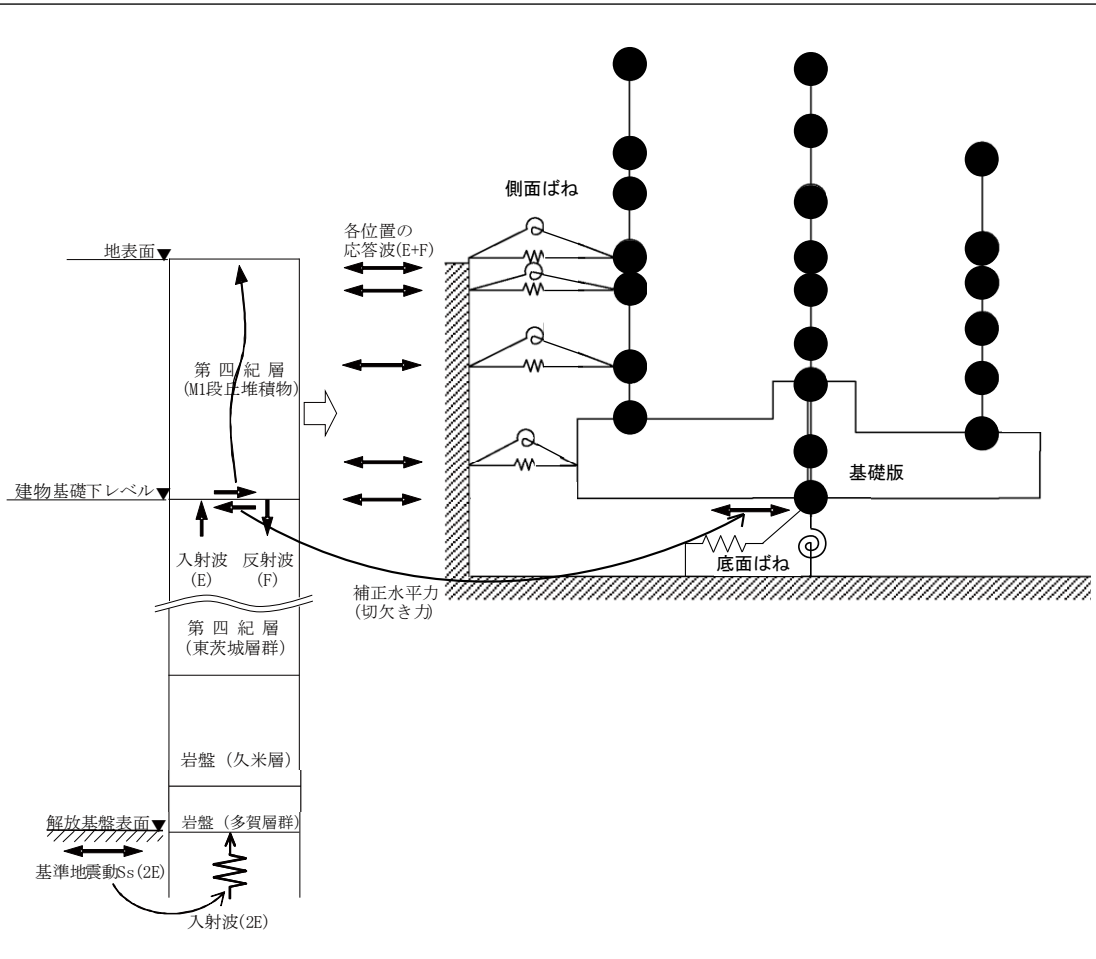 側面ばね
各位置の
応答波(E+F)
地表面
第 四 紀 層
(M1段丘堆積物)
建物基礎下レベル
基礎版
入射波
(E)
反射波
(F)
底面ばね
補正水平力
(切欠き力)
第 四 紀 層
(東茨城層群)
岩盤（久米層）
解放基盤表面
岩盤（多賀層群）
基準地震動Ss(2E)
入射波(2E)